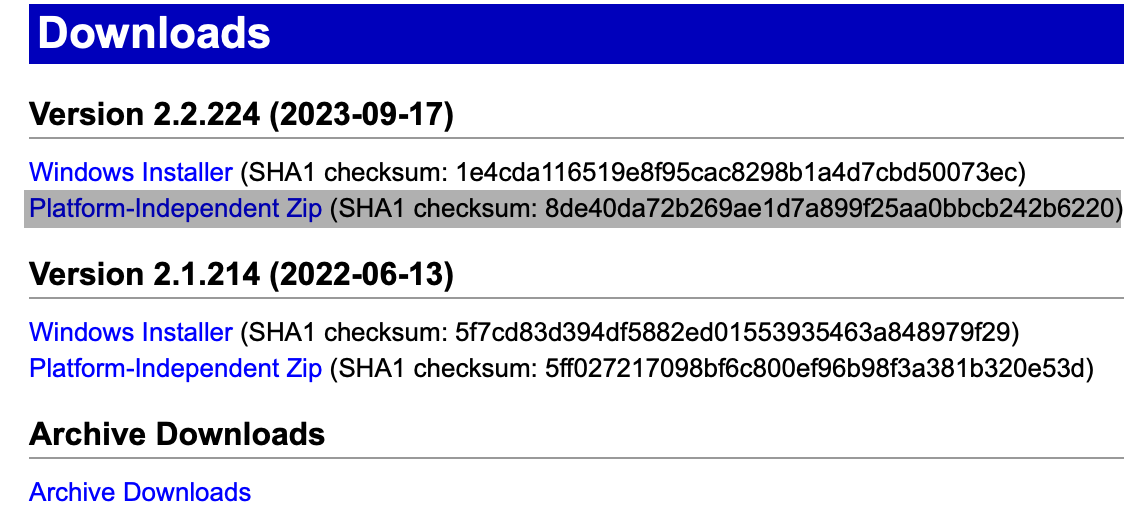 Downloads
Version 2.2.224 (2023-09-17)
Windows Installer (SHA1 checksum: 1e4cda116519e8f95cac8298b1a4d7cbd50073ec)
Platform-Independent Zip (SHA1 checksum: 8de40da72b269ae1d7a899f25aa0bbcb242b6220)
Version 2.1.214 (2022-06-13)
Windows Installer (SHA1 checksum: 5f7cd83d394df5882ed01553935463a848979f29)
Platform-Independent Zip (SHA1 checksum: 5ff027217098bf6c800ef96b98f3a381b320e53d)
Archive Downloads
Archive Downloads